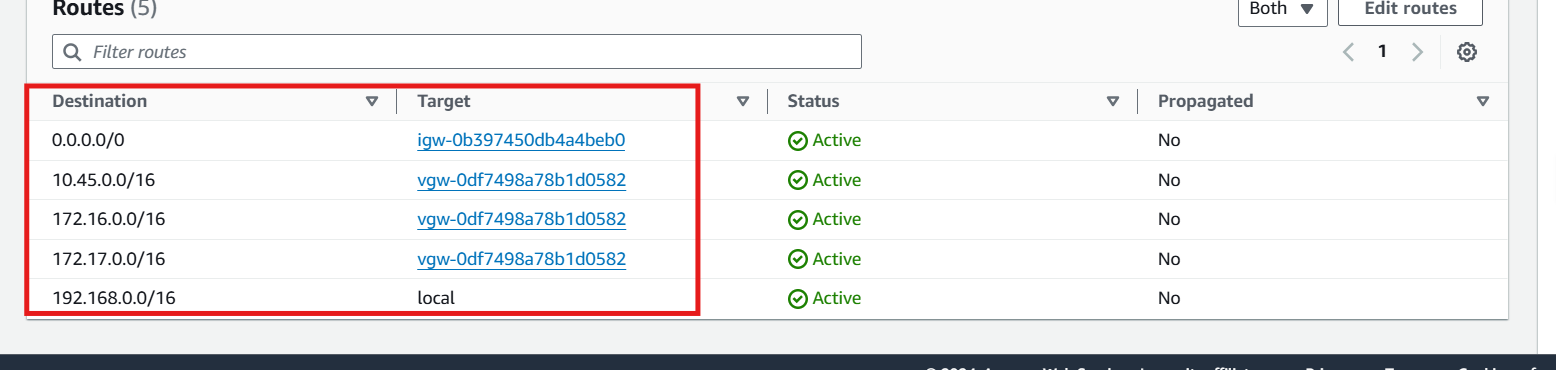 Routes (5) Both Edit routes
Filter routes 1
Destination Target Status Propagated
0.0.0.0/0 igw-0b397450db4a4beb0 Active No
10.45.0.0/16 vgw-0df7498a78b1d0582 Active No
172.16.0.0/16 vgw-0df7498a78b1d0582 Active No
172.17.0.0/16 vgw-0df7498a78b1d0582 Active No
192.168.0.0/16 local Active No